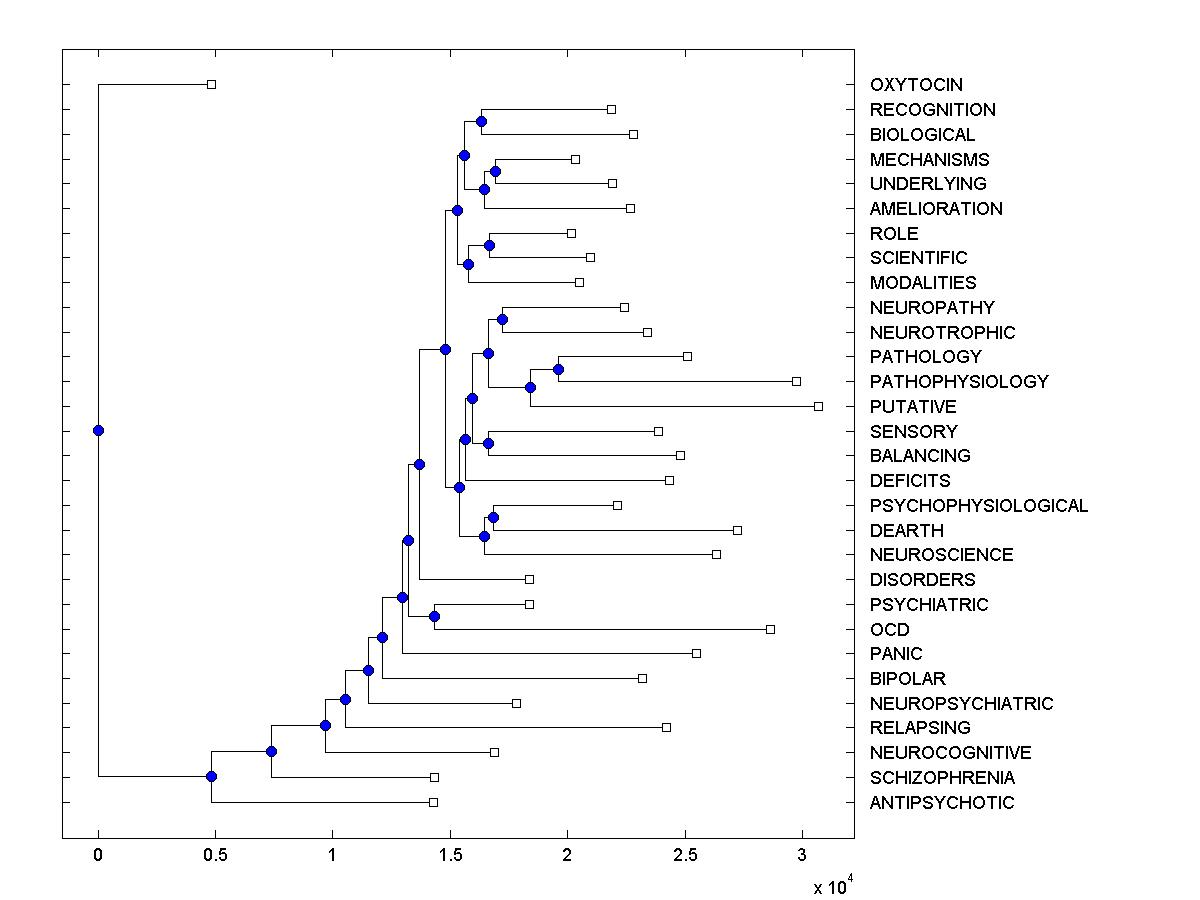 OXYTOCIN
RECOGNITION
BIOLOGICAL
MECHANISMS
UNDERLYING
AMELIORATION
ROLE
SCIENTIFIC
MODALITIES
NEUROPATHY
NEUROTROPHIC
PATHOLOGY
PATHOPHYSIOLOGY
PUTATIVE
SENSORY
BALANCING
DEFICITS
PSYCHOPHYSIOLOGICAL
DEARTH
NEUROSCIENCE
DISORDERS
PSYCHIATRIC
OCD
PANIC
BIPOLAR
NEUROPSYCHIATRIC
RELAPSING
NEUROCOGNITIVE
SCHIZOPHRENIA
ANTIPSYCHOTIC
0 0.5 1 1.5 2 2.5 3
x 10^4